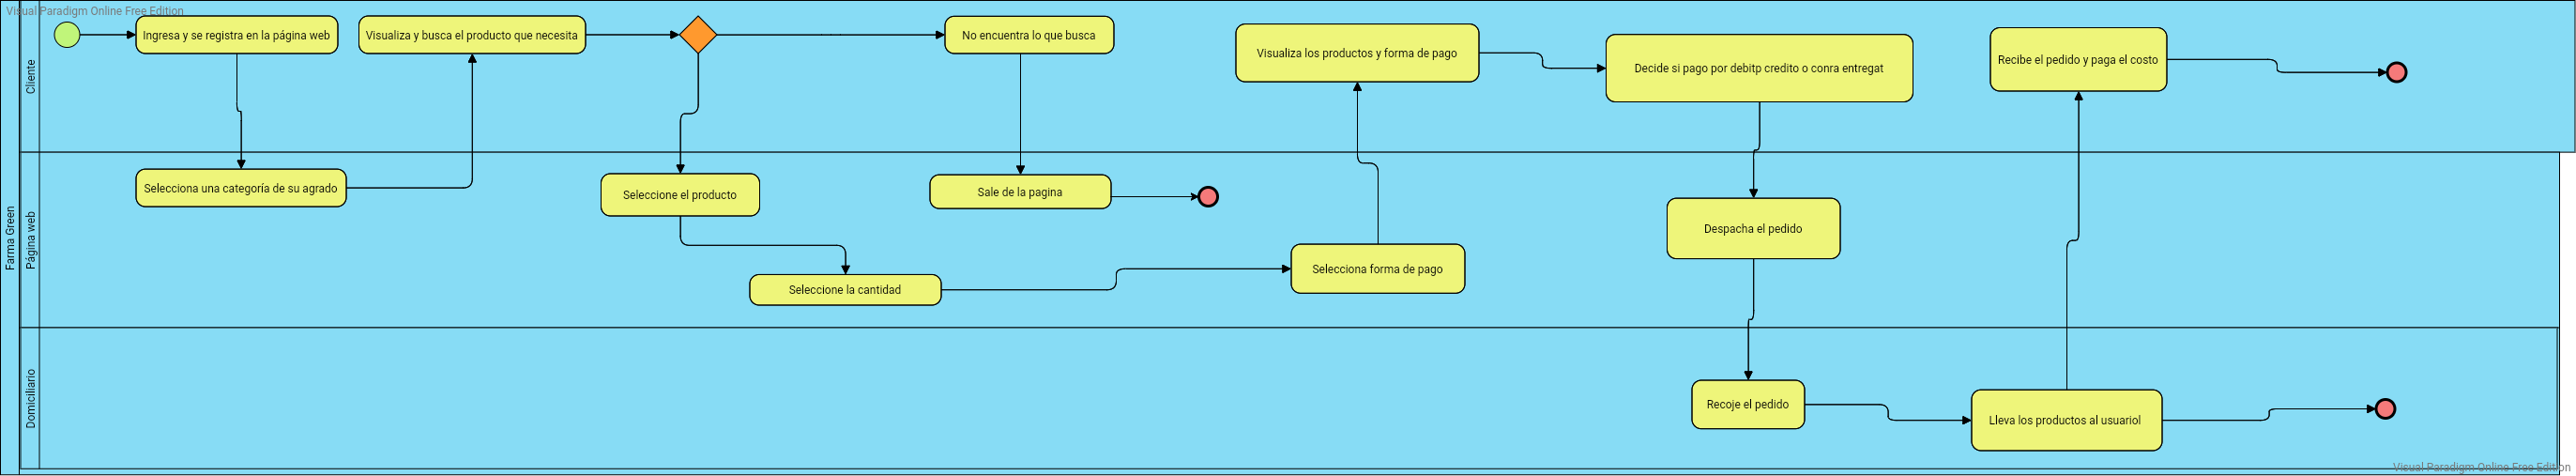 Visual Paradigm Online Free Edition
Farma Green
Cliente
Ingresa y se registra en la página web
Visualiza y busca el producto que necesita
No encuentra lo que busca
Visualiza los productos y forma de pago
Decide si pago por debitp credito o conra entregat
Recibe el pedido y paga el costo
Página web
Selecciona una categoría de su agrado
Seleccione el producto
Sale de la pagina
Despacha el pedido
Seleccione la cantidad
Selecciona forma de pago
Domiciliario
Recoje el pedido
Lleva los productos al usuariol
Visual Paradigm Online Free Edition